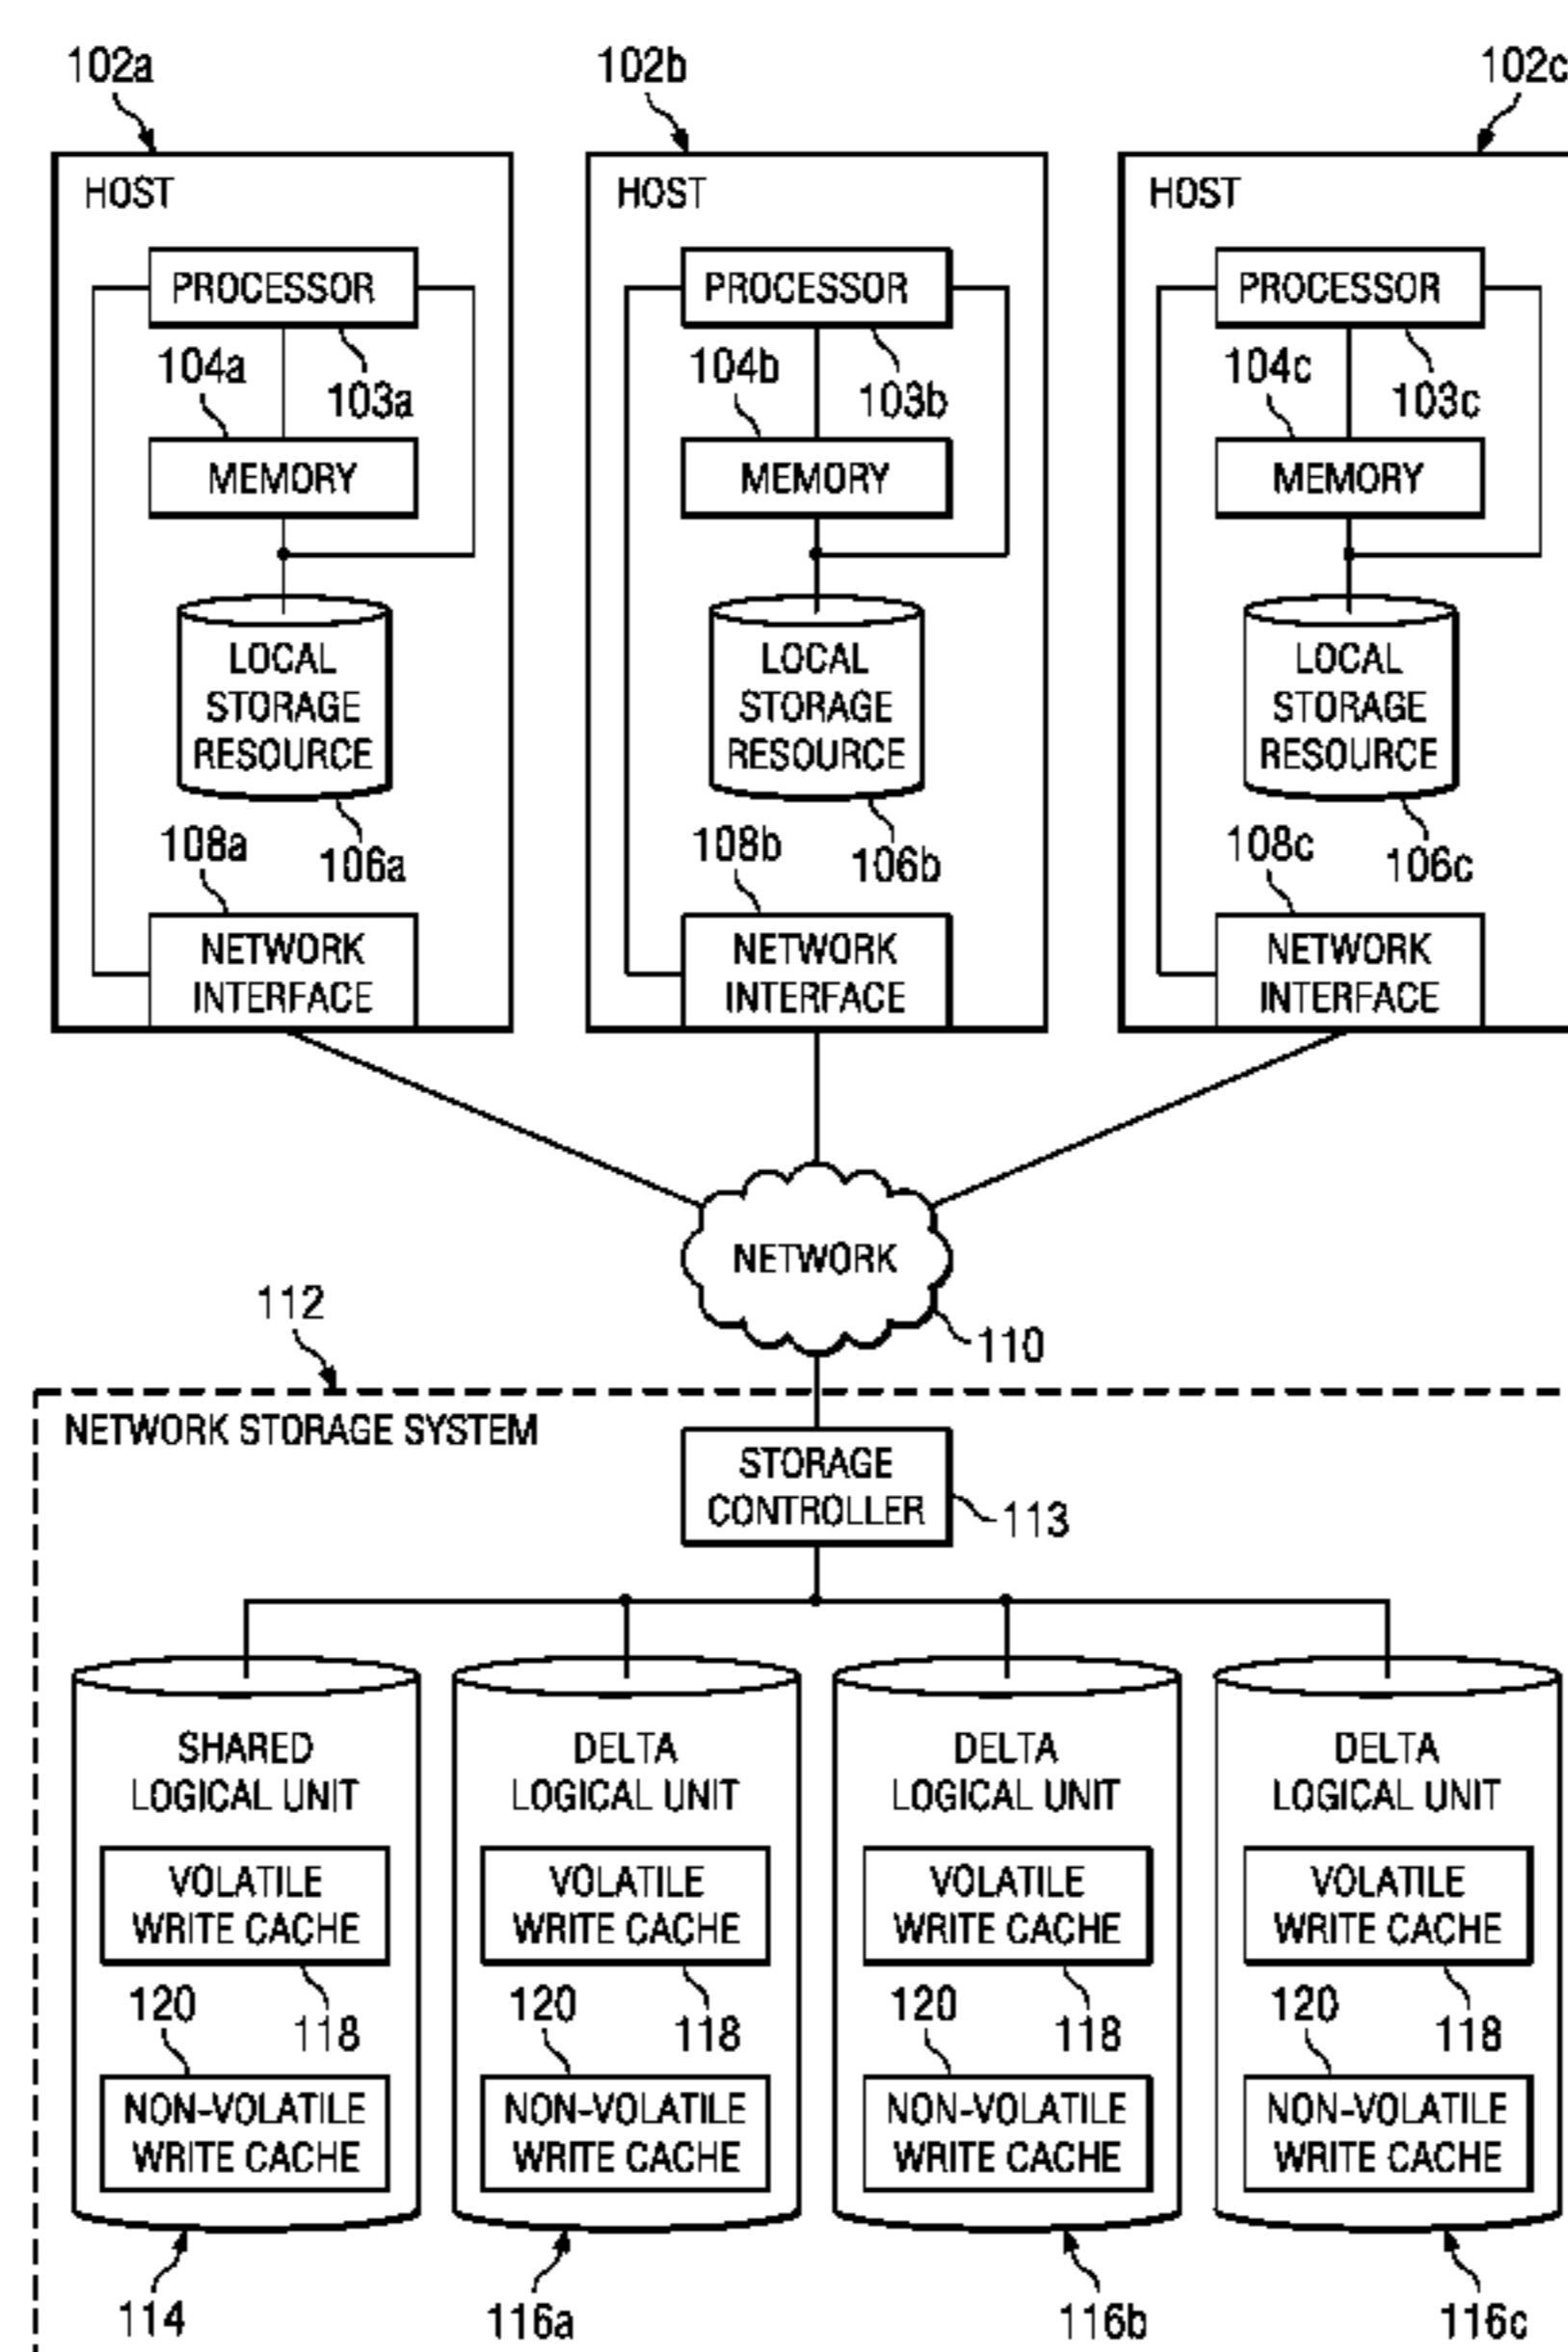 102a 102b 102c
HOST HOST HOST
PROCESSOR PROCESSOR PROCESSOR
104a 103a 104b 103b 104c 103c
MEMORY MEMORY MEMORY
LOCAL LOCAL LOCAL
STORAGE STORAGE STORAGE
RESOURCE RESOURCE RESOURCE
108a 106a 108b 106b 108c 106c
NETWORK NETWORK NETWORK
INTERFACE INTERFACE INTERFACE
NETWORK
110
112
NETWORK STORAGE SYSTEM
STORAGE
CONTROLLER
113
SHARED DELTA DELTA DELTA
LOGICAL UNIT LOGICAL UNIT LOGICAL UNIT LOGICAL UNIT
VOLATILE VOLATILE VOLATILE VOLATILE
WRITE CACHE WRITE CACHE WRITE CACHE WRITE CACHE
120 118 120 118 120 118 120 118
NON-VOLATILE NON-VOLATILE NON-VOLATILE NON-VOLATILE
WRITE CACHE WRITE CACHE WRITE CACHE WRITE CACHE
114 116a 116b 116c